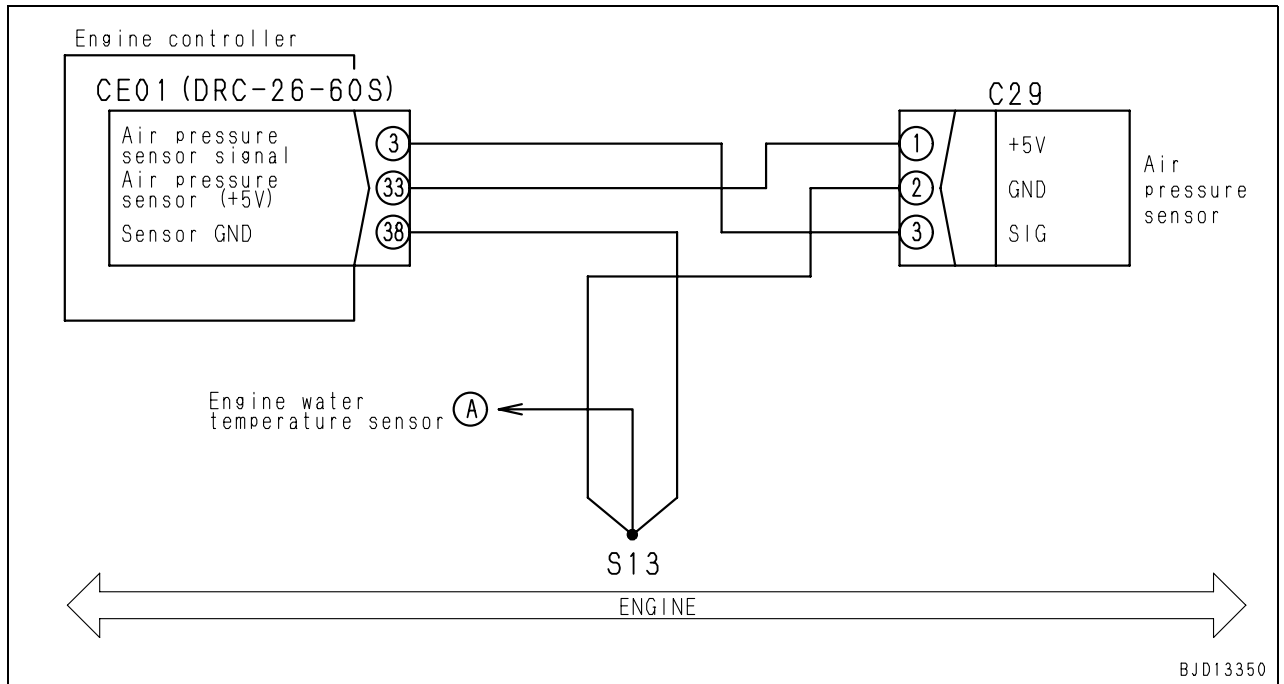 Engine controller
CE01(DRC-26-60S)
Air pressure
sensor signal
Air pressure
sensor (+5V)
Sensor GND
3
33
38
C29
1
2
3
+5V
GND
SIG
Air
pressure
sensor
Engine water
temperature sensor
A
S13
ENGINE
BJD13350